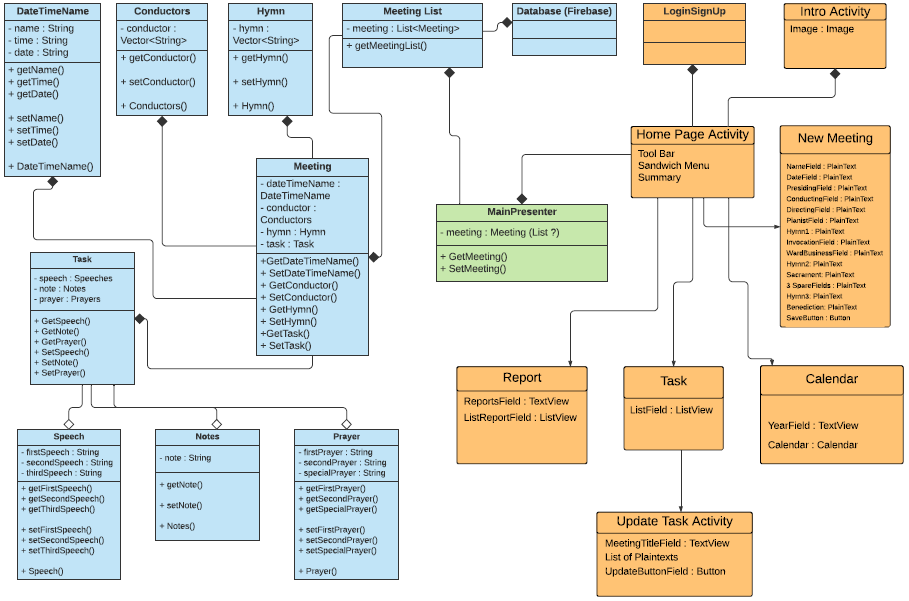 DateTimeName
- name : String
- time : String
- date : String
+ getName()
+ getTime()
+ getDate()
+ setName()
+ setTime()
+ setDate()
+ DateTimeName()
Conductors
- conductor :
Vector<String>
+ getConductor()
+ setConductor()
+ Conductors()
Hymn
- hymn :
Vector<String>
+ getHymn()
+ setHymn()
+ Hymn()
Meeting List
- meeting : List<Meeting>
+ getMeetingList()
Database (Firebase)
LoginSignUp
Intro Activity
Image : Image
Meeting
- dateTimeName :
DateTimeName
- conductor :
Conductors
- hymn : Hymn
- task : Task
+GetDateTimeName()
+ SetDateTimeName()
+ GetConductor()
+ SetConductor()
+ GetHymn()
+ SetHymn()
+GetTask()
+ SetTask()
Home Page Activity
Tool Bar
Sandwich Menu
Summary
New Meeting
NameField : PlainText
DateField : PlainText
PresidingField : PlainText
ConductingField : PlainText
DirectingField : PlainText
PianistField : PlainText
Hymn1 : PlainText
InvocationField : PlainText
WardBusinessField : PlainText
Hymn2: PlainText
Sacrement: PlainText
3 SpareFields : PlainText
Hymn3: PlainText
Benediction: PlainText
SaveButton : Button
MainPresenter
- meeting : Meeting (List ?)
+ GetMeeting()
+ SetMeeting()
Task
- speech : Speeches
- note : Notes
- prayer : Prayers
+ GetSpeech()
+ GetNote()
+ GetPrayer()
+ SetSpeech()
+ SetNote()
+ SetPrayer()
Report
ReportsField : TextView
ListReportField : ListView
Task
ListField : ListView
Calendar
YearField : TextView
Calendar : Calendar
Speech
- firstSpeech : String
- secondSpeech : String
- thirdSpeech : String
+ getFirstSpeech()
+ getSecondSpeech()
+ getThirdSpeech()
+ setFirstSpeech()
+ setSecondSpeech()
+ setThirdSpeech()
+ Speech()
Notes
- note : String
+ getNote()
+ setNote()
+ Notes()
Prayer
- firstPrayer : String
- secondPrayer : String
- specialPrayer : String
+ getFirstPrayer()
+ getSecondPrayer()
+ getSpecialPrayer()
+ setFirstPrayer()
+ setSecondPrayer()
+ setSpecialPrayer()
+ Prayer()
Update Task Activity
MeetingTitleField : TextView
List of Plaintexts
UpdateButtonField : Button